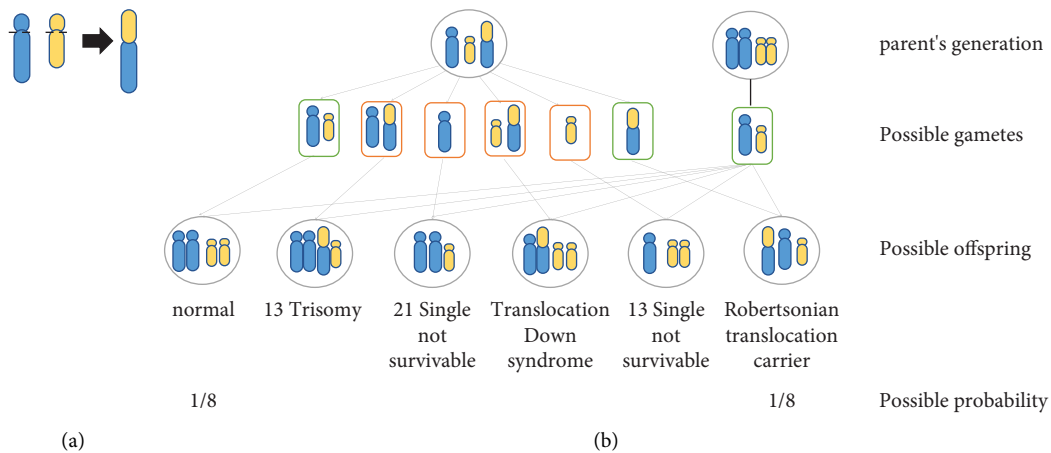 parent's generation
Possible gametes
Possible offspring
normal
13 Trisomy
21 Single
not
survivable
Translocation
Down
syndrome
13 Single
not
survivable
Robertsonian
translocation
carrier
1/8
1/8
Possible probability
(a)
(b)